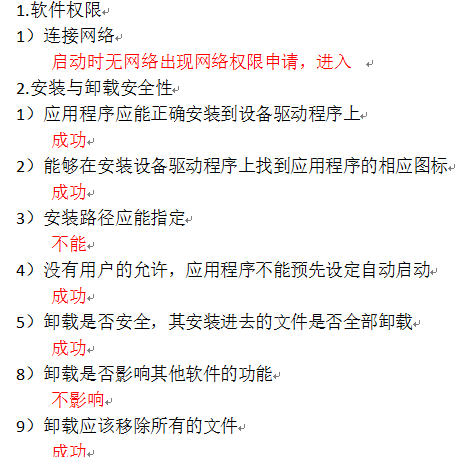 1.软件权限
1）连接网络
启动时无网络出现网络权限申请，进入
2.安装与卸载安全性
1）应用程序应能正确安装到设备驱动程序上
成功
2）能够在安装设备驱动程序上找到应用程序的相应图标
成功
3）安装路径应能指定
不能
4）没有用户的允许，应用程序不能预先设定自动启动
成功
5）卸载是否安全，其安装进去的文件是否全部卸载
成功
8）卸载是否影响其他软件的功能
不影响
9）卸载应该移除所有的文件
成功